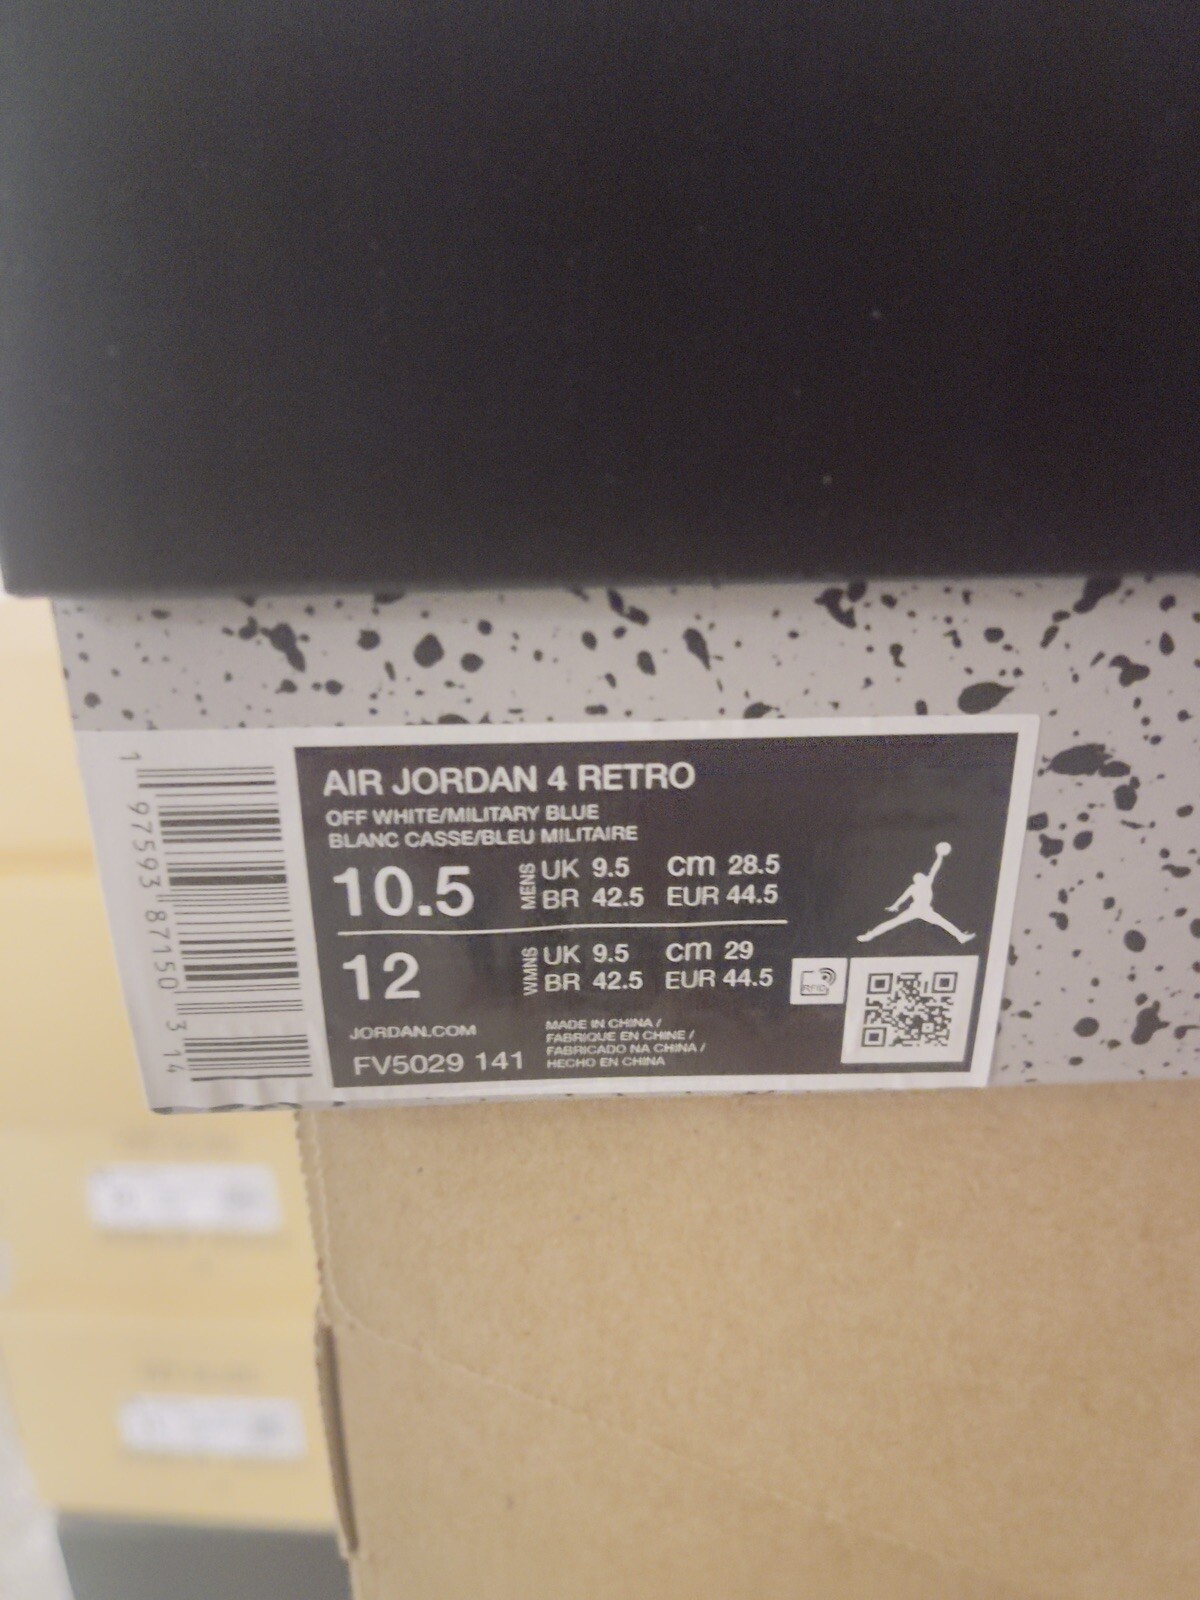 AIR JORDAN 4 RETRO
OFF WHITE/MILITARY BLUE
BLANC CASSE/BLEU MILITAIRE
10.5 MENS UK 9.5 cm 28.5
BR 42.5 EUR 44.5
12 WMNS UK 9.5 cm 29
BR 42.5 EUR 44.5
JORDAN.COM
FV5029 141
MADE IN CHINA /
FABRIQUE EN CHINE /
FABRICADO NA CHINA /
HECHO EN CHINA
RFID
1 97593 87150 3 14